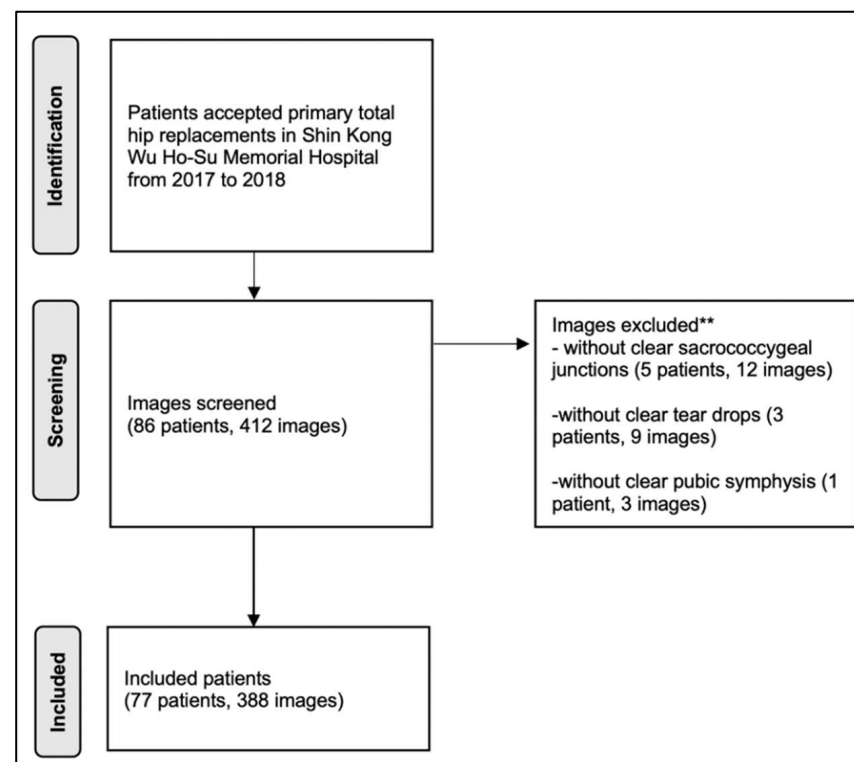 Identification
Patients accepted primary total
hip replacements in Shin Kong
Wu Ho-Su Memorial Hospital
from 2017 to 2018
Screening
Images screened
(86 patients, 412 images)
Images excluded**
- without clear sacrococcygeal
junctions (5 patients, 12 images)
-without clear tear drops (3
patients, 9 images)
-without clear pubic symphysis (1
patient, 3 images)
Included
Included patients
(77 patients, 388 images)